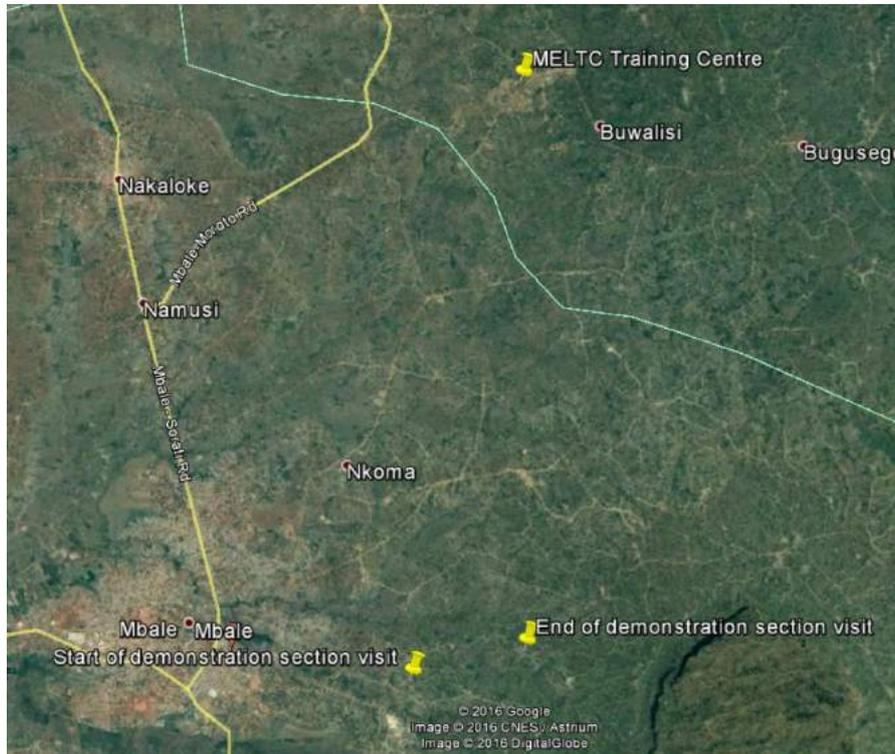 MELTC Training Centre
Buwalisi
Bugusege
Nakaloke
Mbale-Moroto Rd
Namusi
Mbale - Soroti Rd
Nkoma
Mbale Mbale
End of demonstration section visit
Start of demonstration section visit
© 2016 Google
Image © 2016 CNES / Astrium
Image © 2016 DigitalGlobe